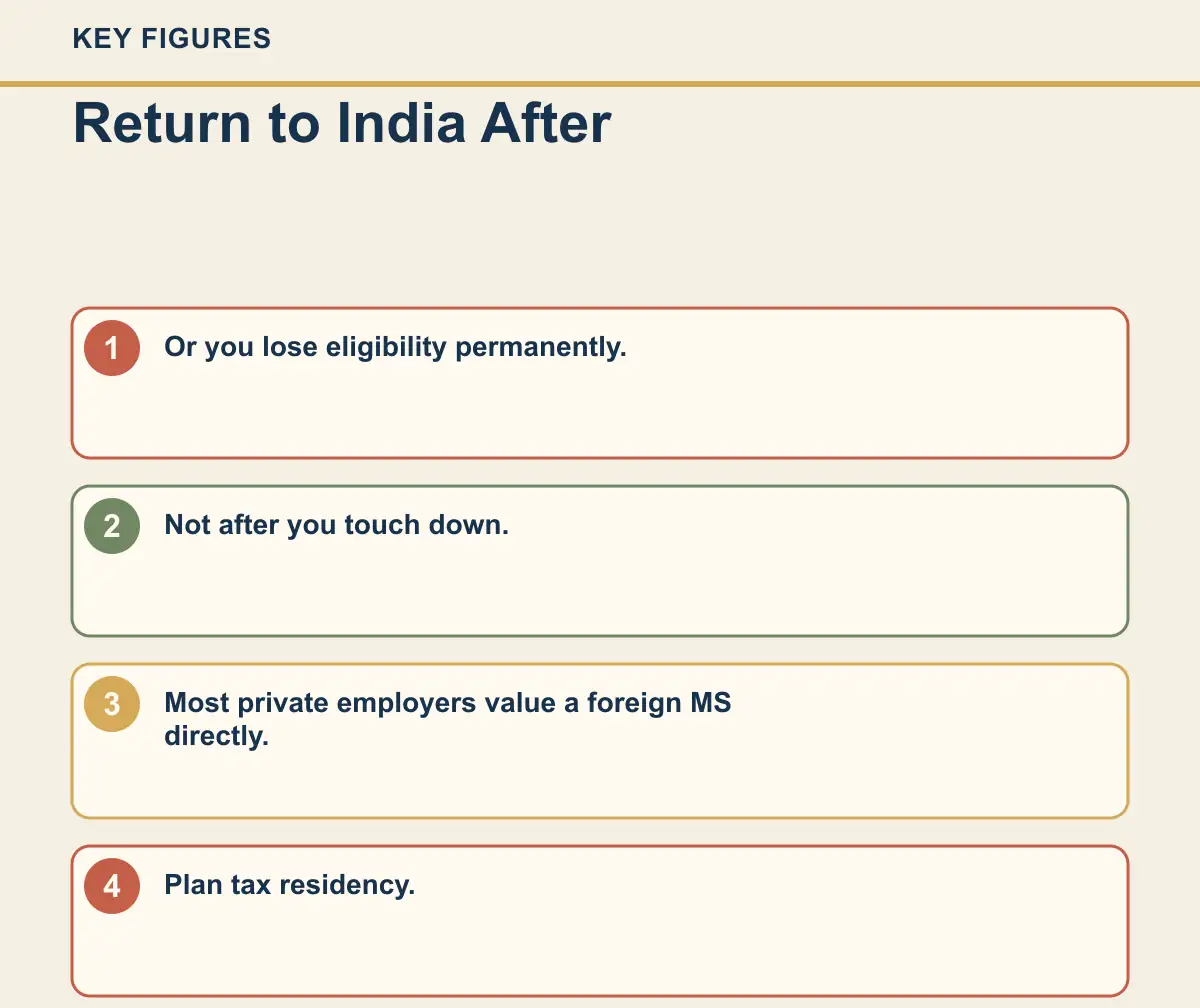 KEY FIGURES
Return to India After
1
Or you lose eligibility permanently.
2
Not after you touch down.
3
Most private employers value a foreign MS
directly.
4
Plan tax residency.